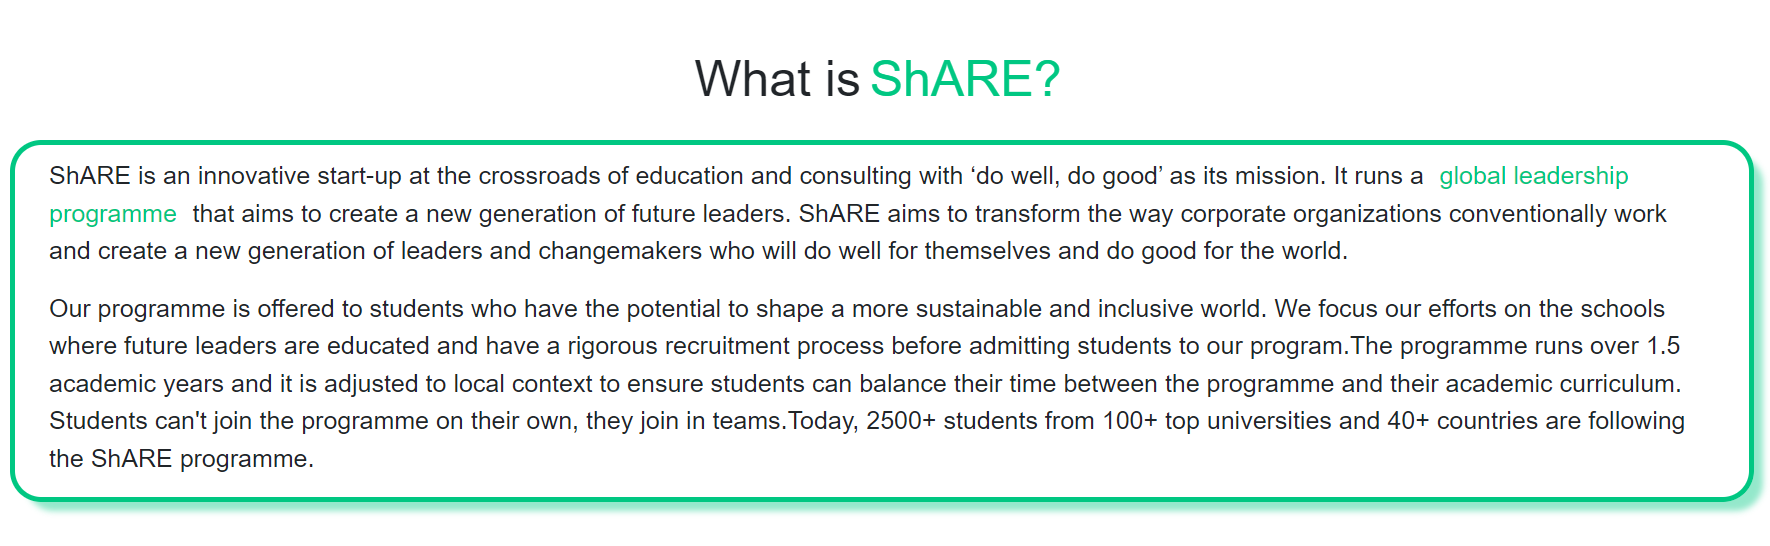 What is ShARE?
ShARE is an innovative start-up at the crossroads of education and consulting with ‘do well, do good’ as its mission. It runs a global leadership
programme that aims to create a new generation of future leaders. ShARE aims to transform the way corporate organizations conventionally work
and create a new generation of leaders and changemakers who will do well for themselves and do good for the world.
Our programme is offered to students who have the potential to shape a more sustainable and inclusive world. We focus our efforts on the schools
where future leaders are educated and have a rigorous recruitment process before admitting students to our program.The programme runs over 1.5
academic years and it is adjusted to local context to ensure students can balance their time between the programme and their academic curriculum.
Students can't join the programme on their own, they join in teams.Today, 2500+ students from 100+ top universities and 40+ countries are following
the ShARE programme.